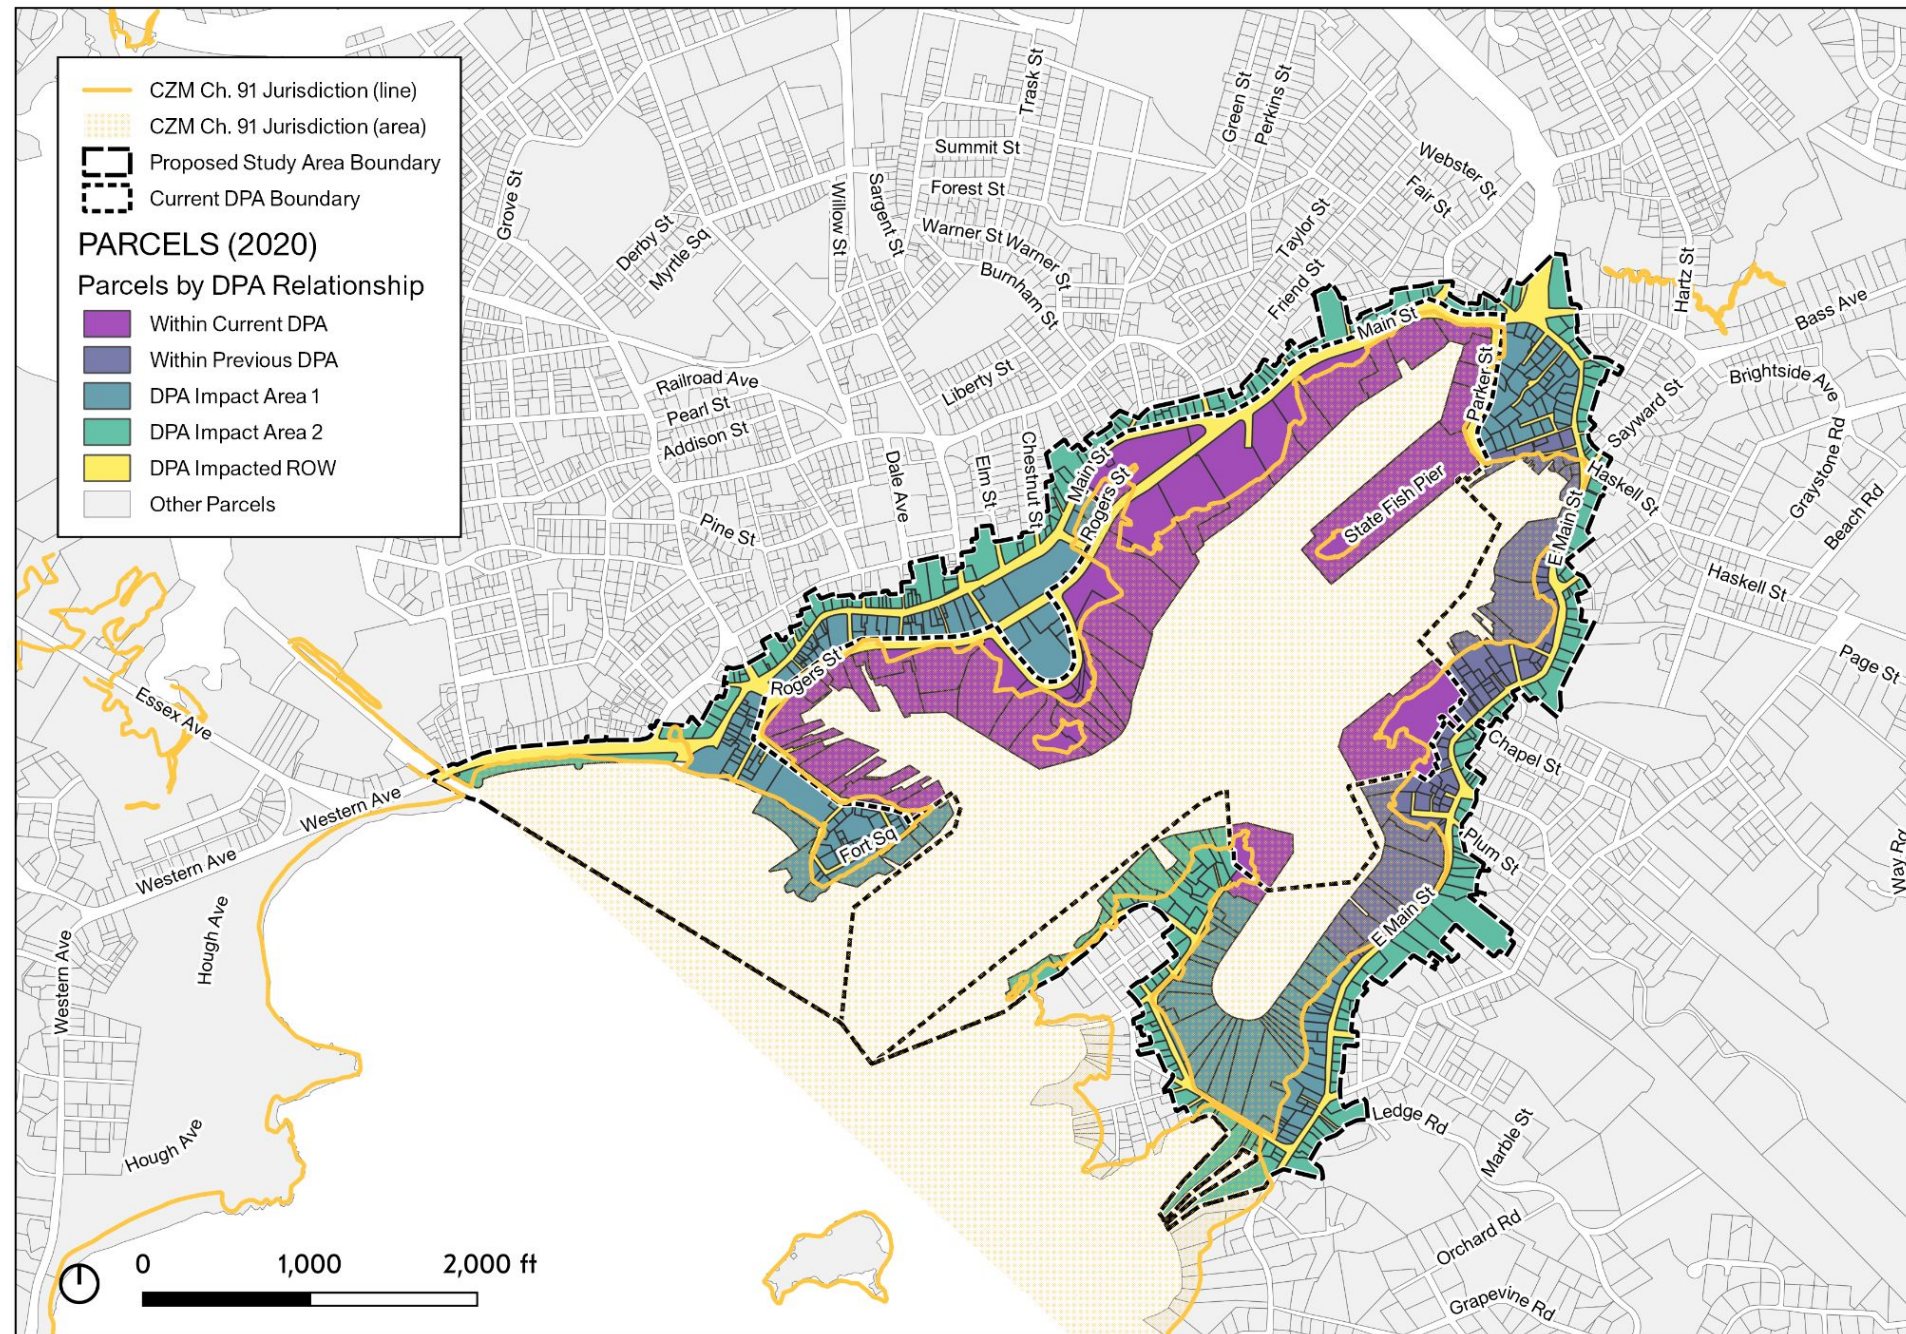 CZM Ch. 91 Jurisdiction (line)
CZM Ch. 91 Jurisdiction (area)
Proposed Study Area Boundary
Current DPA Boundary
PARCELS (2020)
Parcels by DPA Relationship
Within Current DPA
Within Previous DPA
DPA Impact Area 1
DPA Impact Area 2
DPA Impacted ROW
Other Parcels
Trask St
Green St
Perkins St
Summit St
Forest St
Webster St
Fair St
Grove St
Willow St
Sargent St
Derby St
Myrtle Sq
Warner St
Warner St
Taylor St
Burnham St
Friend St
Hartz St
Bass Ave
Main St
Railroad Ave
Pearl St
Addison St
Liberty St
Parker St
Brightside Ave
Sayward St
Dale Ave
Elm St
Chestnut St
Main St
Rogers St
State Fish Pier
Haskell St
Graystone Rd
Beach Rd
Pine St
E Main St
Haskell St
Page St
Rogers St
Essex Ave
Chapel St
Western Ave
Fort Sq
Plum St
Way Rd
Western Ave
Hough Ave
E Main St
Western Ave
Ledge Rd
Marble St
Hough Ave
Orchard Rd
Grapevine Rd
0 1,000 2,000 ft